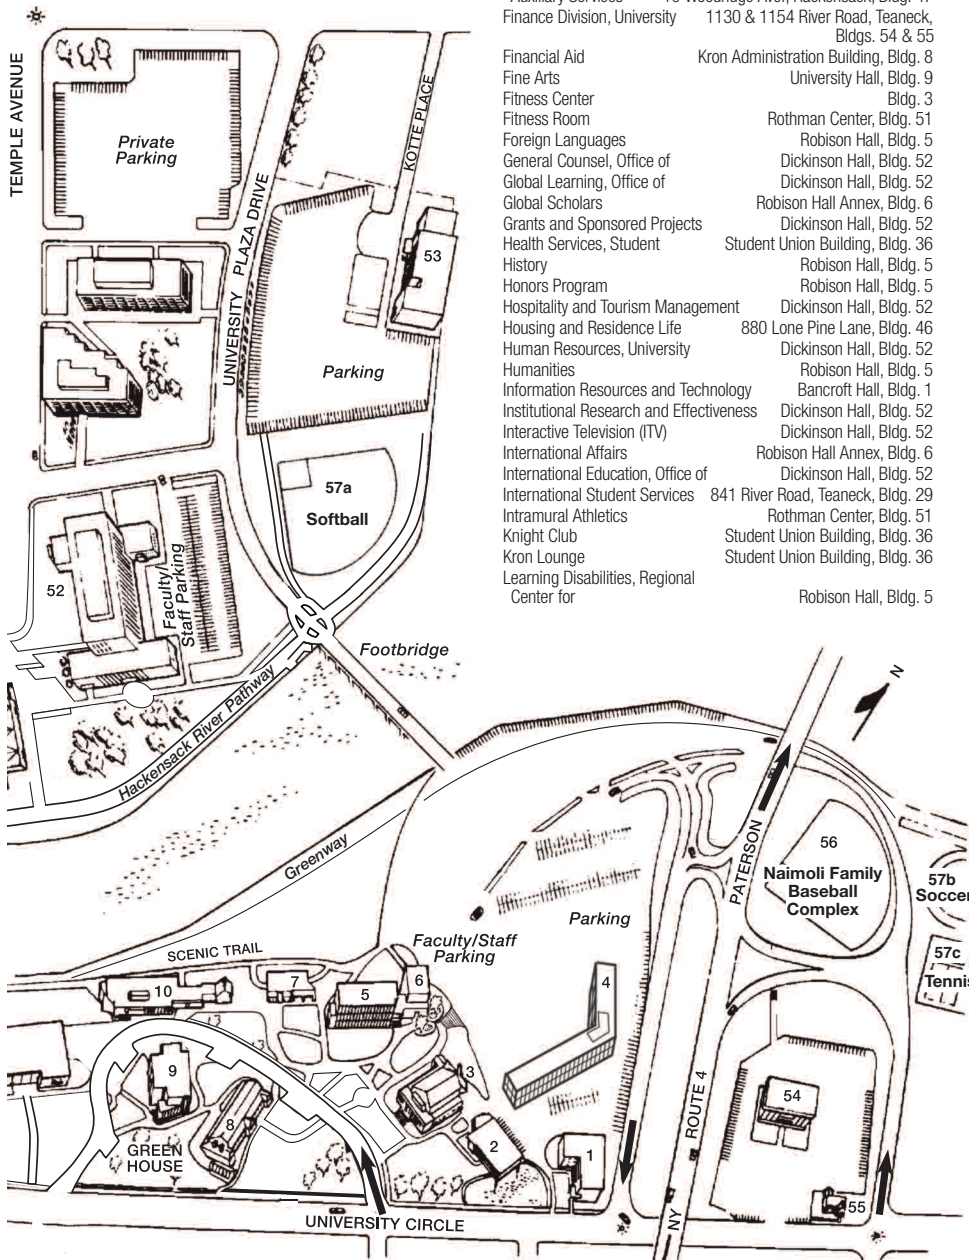 Finance Division, University 1130 & 1154 River Road, Teaneck,
Bldgs. 54 & 55
Financial Aid Kron Administration Building, Bldg. 8
Fine Arts University Hall, Bldg. 9
Fitness Center Bldg. 3
Fitness Room Rothman Center, Bldg. 51
Foreign Languages Robison Hall, Bldg. 5
General Counsel, Office of Dickinson Hall, Bldg. 52
Global Learning, Office of Dickinson Hall, Bldg. 52
Global Scholars Robison Hall Annex, Bldg. 6
Grants and Sponsored Projects Dickinson Hall, Bldg. 52
Health Services, Student Student Union Building, Bldg. 36
History Robison Hall, Bldg. 5
Honors Program Robison Hall, Bldg. 5
Hospitality and Tourism Management Dickinson Hall, Bldg. 52
Housing and Residence Life 880 Lone Pine Lane, Bldg. 46
Human Resources, University Dickinson Hall, Bldg. 52
Humanities Robison Hall, Bldg. 5
Information Resources and Technology Bancroft Hall, Bldg. 1
Institutional Research and Effectiveness Dickinson Hall, Bldg. 52
Interactive Television (ITV) Dickinson Hall, Bldg. 52
International Affairs Robison Hall Annex, Bldg. 6
International Education, Office of Dickinson Hall, Bldg. 52
International Student Services 841 River Road, Teaneck, Bldg. 29
Intramural Athletics Rothman Center, Bldg. 51
Knight Club Student Union Building, Bldg. 36
Kron Lounge Student Union Building, Bldg. 36
Learning Disabilities, Regional
Center for Robison Hall, Bldg. 5
TEMPLE AVENUE
Private
Parking
UNIVERSITY PLAZA DRIVE
KOTTE PLACE
53
Parking
57a
Softball
52
Faculty/
Staff Parking
Footbridge
Hackensack River Pathway
N
Greenway
PATERSON
56
Naimoli Family
Baseball
Complex
57b
Soccer
57c
Tennis
Parking
Faculty/Staff
Parking
SCENIC TRAIL
10
7
5
6
4
9
8
3
2
1
54
55
GREEN
HOUSE
UNIVERSITY CIRCLE
NY
ROUTE 4